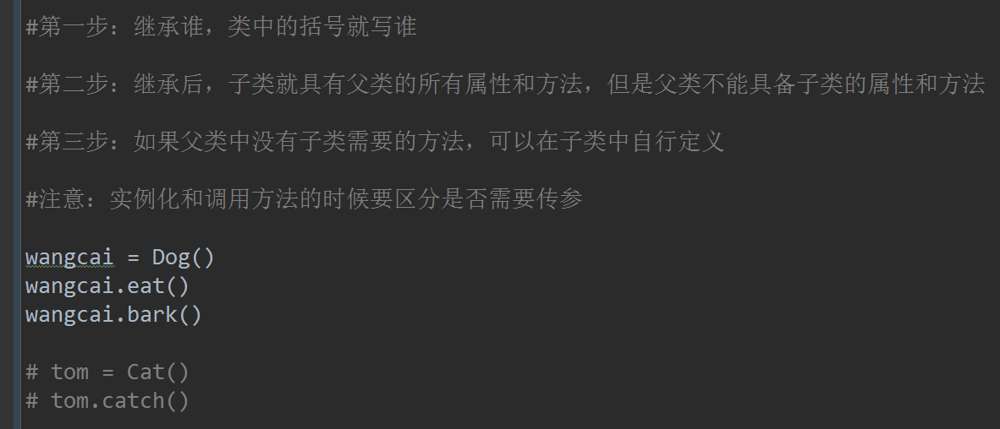 #第一步：继承谁，类中的括号就写谁
#第二步：继承后，子类就具有父类的所有属性和方法，但是父类不能具备子类的属性和方法
#第三步：如果父类中没有子类需要的方法，可以在子类中自行定义
#注意：实例化和调用方法的时候要区分是否需要传参
wangcai = Dog()
wangcai.eat()
wangcai.bark()
# tom = Cat()
# tom.catch()